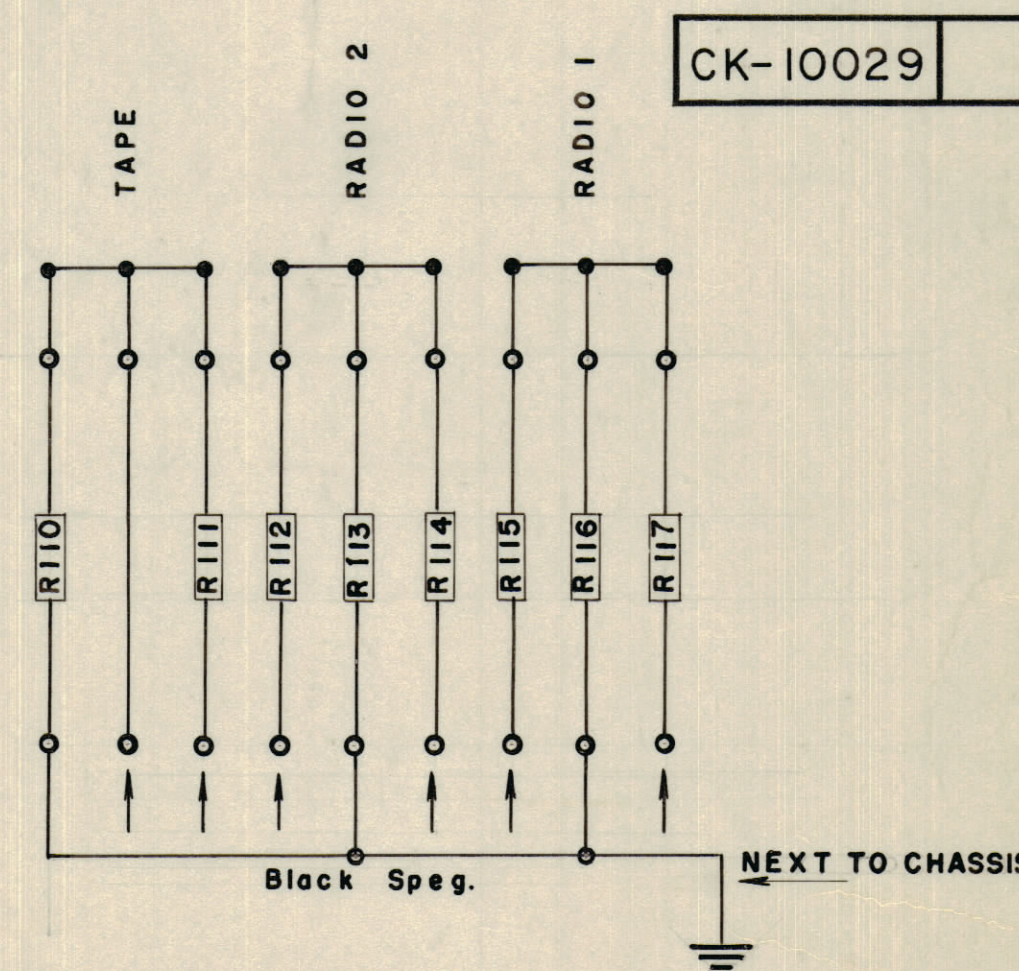 CK-10029
TAPE
RADIO 2
RADIO 1
R110
R111
R112
R113
R114
R115
R116
R117
Black Speg.
NEXT TO CHASSIS